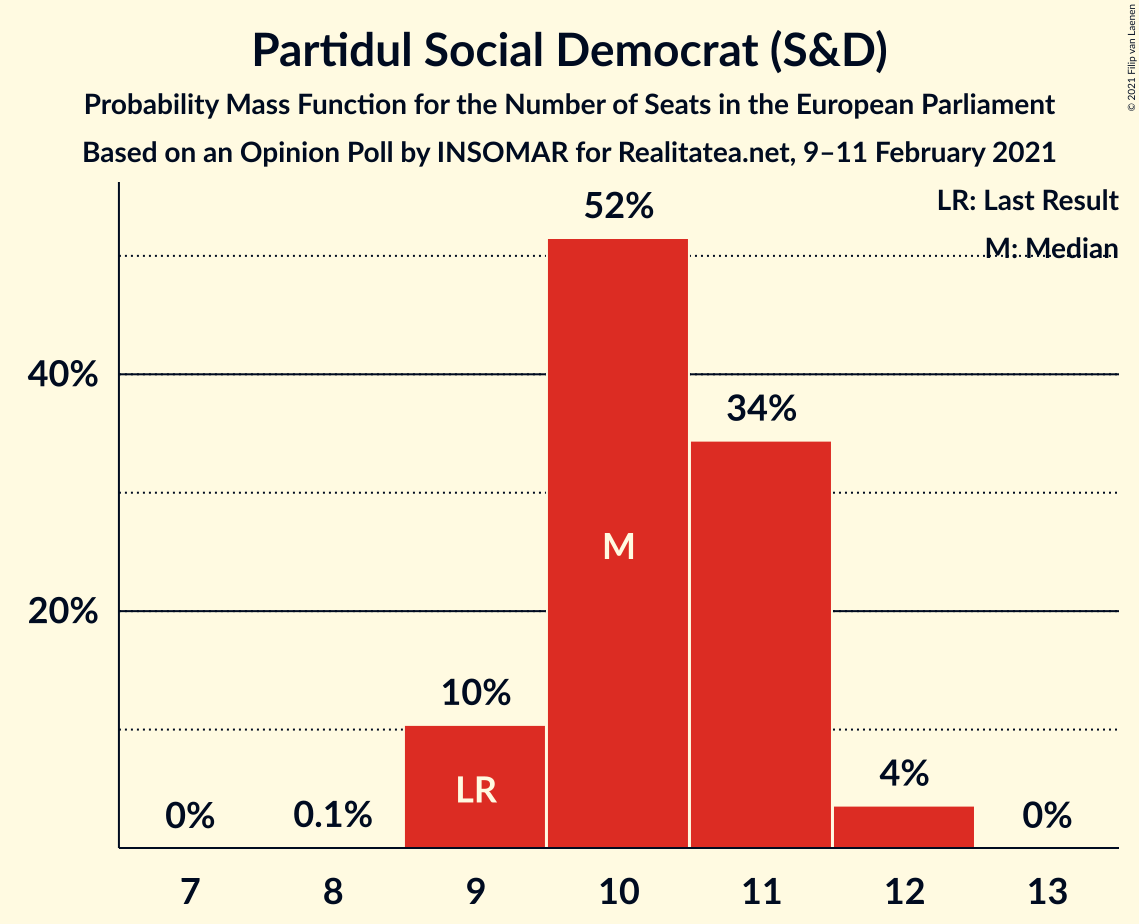 Partidul Social Democrat (S&D)
Probability Mass Function for the Number of Seats in the European Parliament
Based on an Opinion Poll by INSOMAR for Realitatea.net, 9–11 February 2021
© 2021 Filip van Laenen
LR: Last Result
M: Median
52%
40%
34%
M
20%
10%
LR
4%
0%
0.1%
0%
7 8 9 10 11 12 13